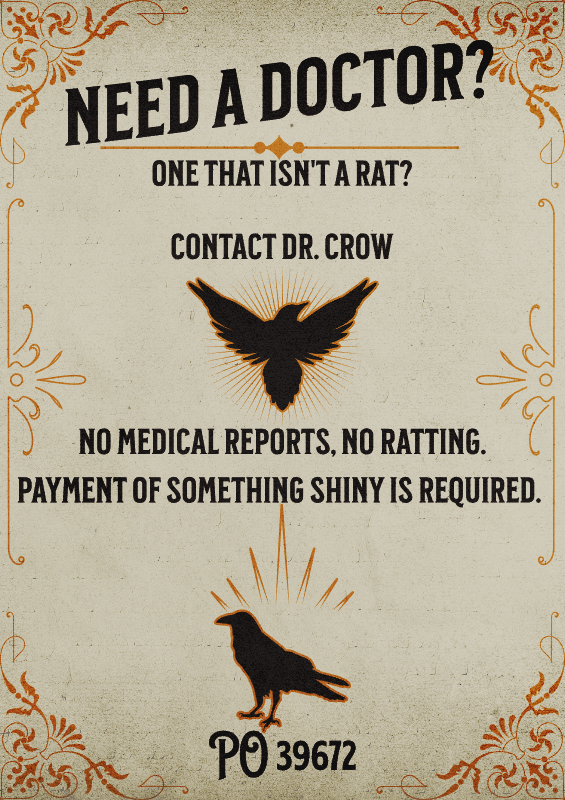 NEED A DOCTOR?
ONE THAT ISN'T A RAT?
CONTACT DR. CROW
NO MEDICAL REPORTS, NO RATTING.
PAYMENT OF SOMETHING SHINY IS REQUIRED.
PO 39672